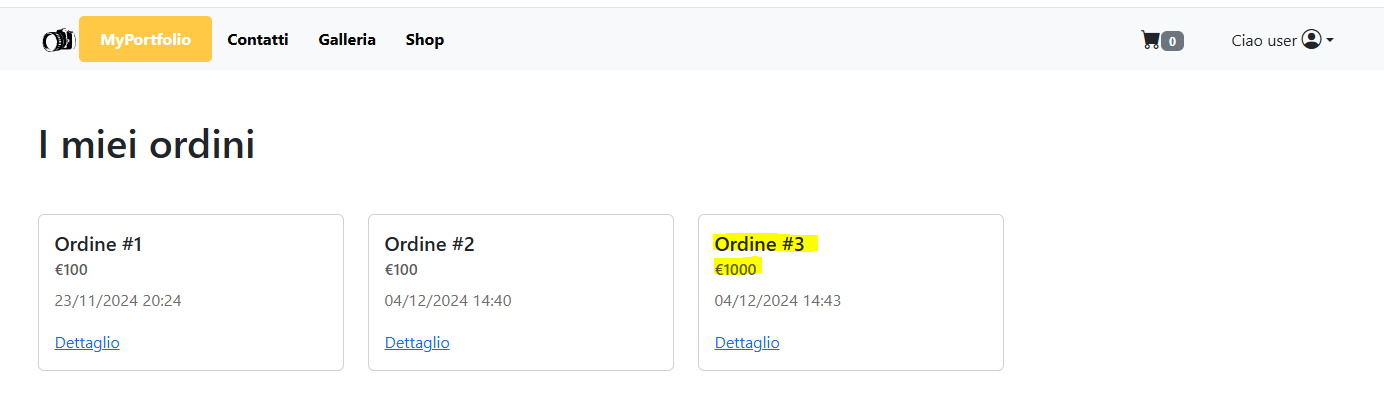 MyPortfolio Contatti Galleria Shop 0 Ciao user
I miei ordini
Ordine #1
€100
23/11/2024 20:24
Dettaglio
Ordine #2
€100
04/12/2024 14:40
Dettaglio
Ordine #3
€1000
04/12/2024 14:43
Dettaglio